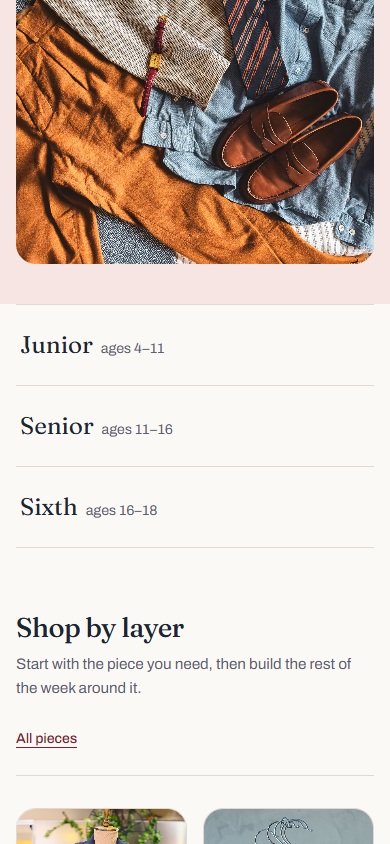 Junior ages 4–11
Senior ages 11–16
Sixth ages 16–18
Shop by layer
Start with the piece you need, then build the rest of
the week around it.
All pieces